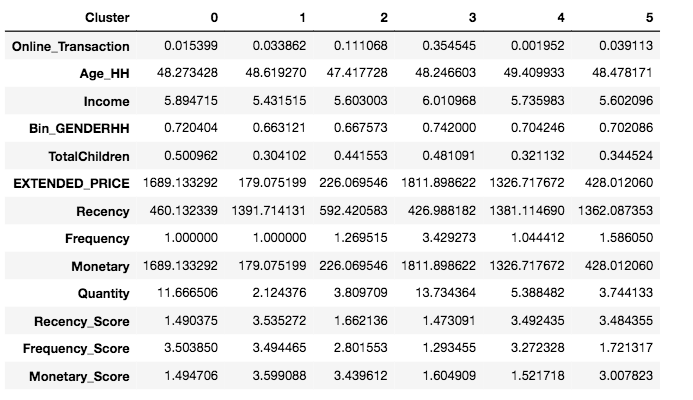 Cluster 0 1 2 3 4 5
Online_Transaction 0.015399 0.033862 0.111068 0.354545 0.001952 0.039113
Age_HH 48.273428 48.619270 47.417728 48.246603 49.409933 48.478171
Income 5.894715 5.431515 5.603003 6.010968 5.735983 5.602096
Bin_GENDERHH 0.720404 0.663121 0.667573 0.742000 0.704246 0.702086
TotalChildren 0.500962 0.304102 0.441553 0.481091 0.321132 0.344524
EXTENDED_PRICE 1689.133292 179.075199 226.069546 1811.898622 1326.717672 428.012060
Recency 460.132339 1391.714131 592.420583 426.988182 1381.114690 1362.087353
Frequency 1.000000 1.000000 1.269515 3.429273 1.044412 1.586050
Monetary 1689.133292 179.075199 226.069546 1811.898622 1326.717672 428.012060
Quantity 11.666506 2.124376 3.809709 13.734364 5.388482 3.744133
Recency_Score 1.490375 3.535272 1.662136 1.473091 3.492435 3.484355
Frequency_Score 3.503850 3.494465 2.801553 1.293455 3.272328 1.721317
Monetary_Score 1.494706 3.599088 3.439612 1.604909 1.521718 3.007823